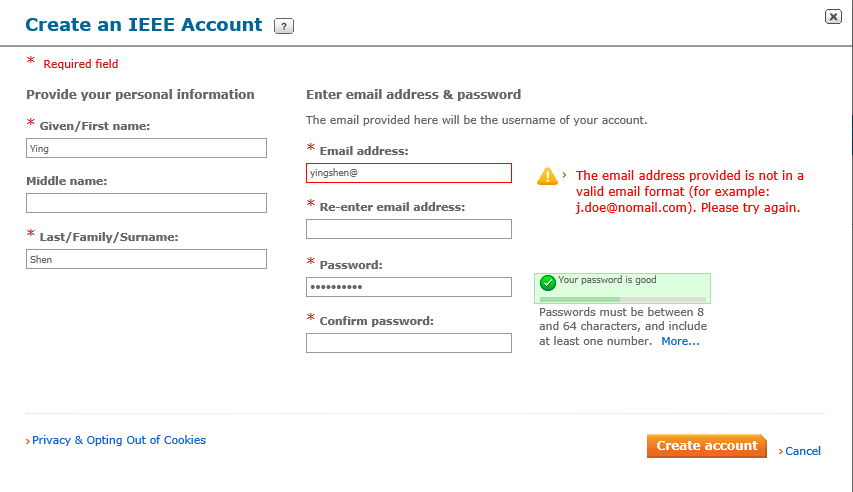 Create an IEEE Account ?
* Required field
Provide your personal information
* Given/First name:
Ying
Middle name:
* Last/Family/Surname:
Shen
Enter email address & password
The email provided here will be the username of your account.
* Email address:
yingshen@
› The email address provided is not in a
valid email format (for example:
j.doe@nomail.com). Please try again.
* Re-enter email address:
* Password:
••••••••••
Your password is good
Passwords must be between 8
and 64 characters, and include
at least one number. More...
* Confirm password:
› Privacy & Opting Out of Cookies
Create account
› Cancel